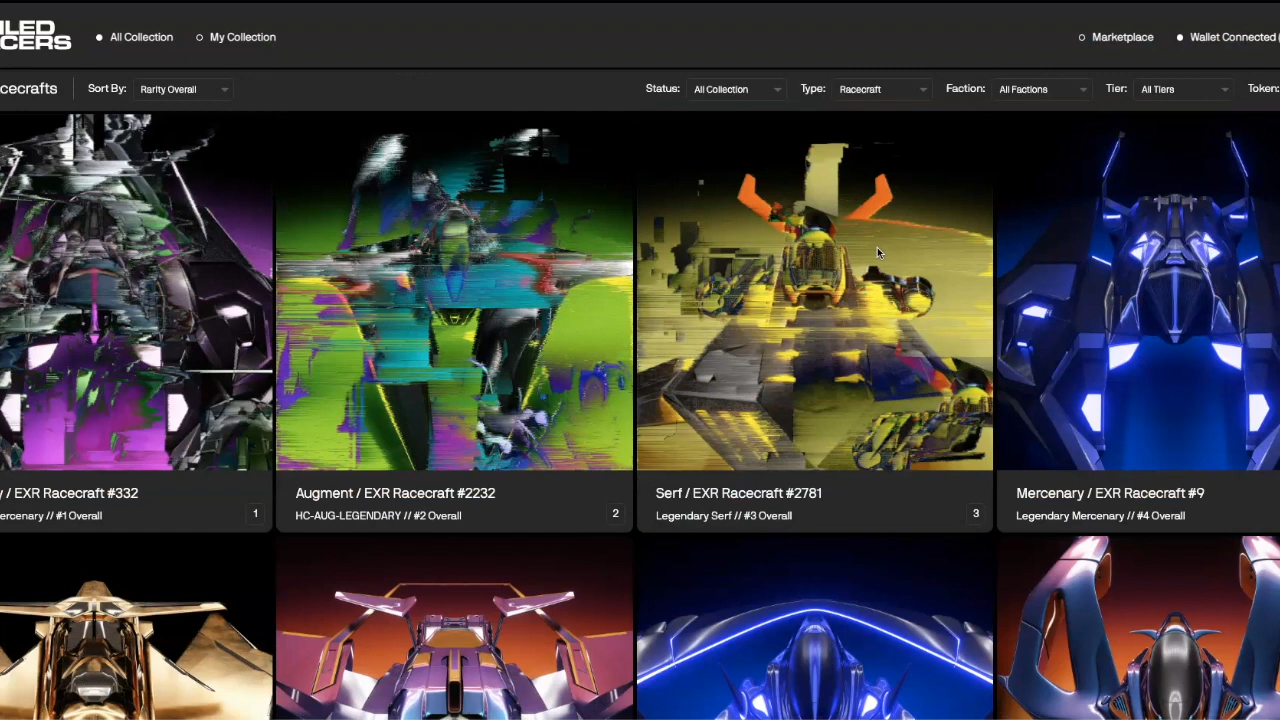 ILED
CERS
All Collection
My Collection
Marketplace
Wallet Connected
cecrafts
Sort By: Rarity Overall
Status: All Collection
Type: Racecraft
Faction: All Factions
Tier: All Tiers
Token:
y / EXR Racecraft #332
ercenary // #1 Overall
1
Augment / EXR Racecraft #2232
HC-AUG-LEGENDARY // #2 Overall
2
Serf / EXR Racecraft #2781
Legendary Serf // #3 Overall
3
Mercenary / EXR Racecraft #9
Legendary Mercenary // #4 Overall